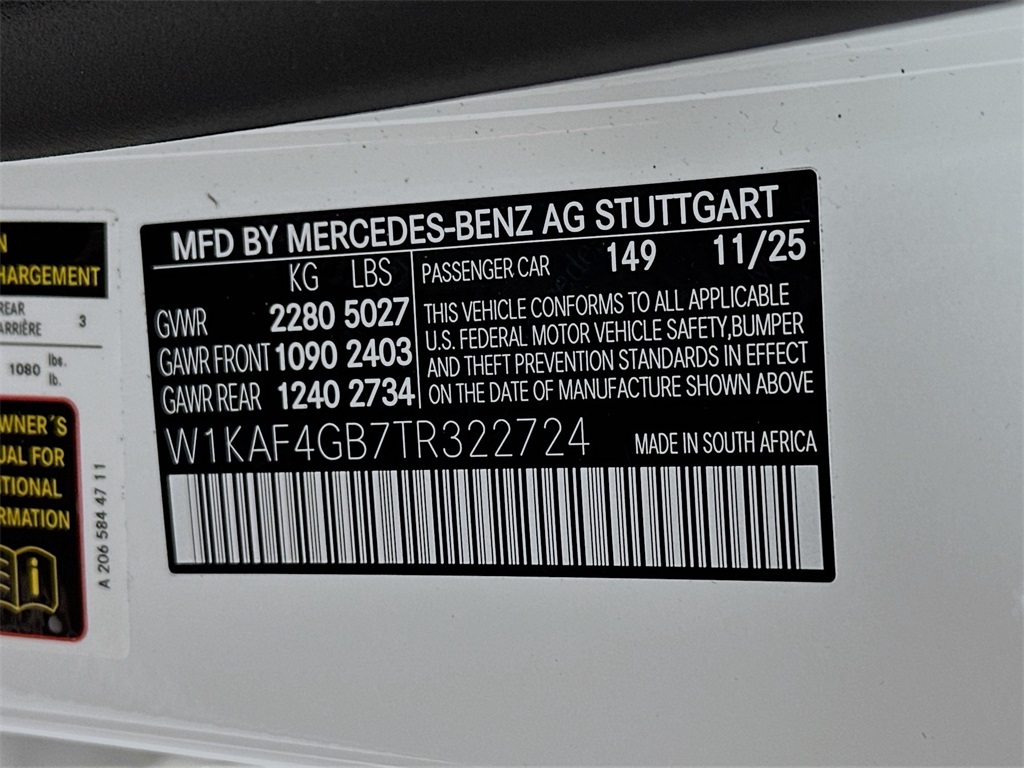 MFD BY MERCEDES-BENZ AG STUTTGART
KG LBS
GVWR 2280 5027
GAWR FRONT 1090 2403
GAWR REAR 1240 2734
PASSENGER CAR 149 11/25
THIS VEHICLE CONFORMS TO ALL APPLICABLE
U.S. FEDERAL MOTOR VEHICLE SAFETY,BUMPER
AND THEFT PREVENTION STANDARDS IN EFFECT
ON THE DATE OF MANUFACTURE SHOWN ABOVE
W1KAF4GB7TR322724 MADE IN SOUTH AFRICA
N
HARGEMENT
REAR
ARRIÈRE 3
1080 lbs.
lb.
WNER´S
UAL FOR
ITIONAL
RMATION
A 206 584 47 11